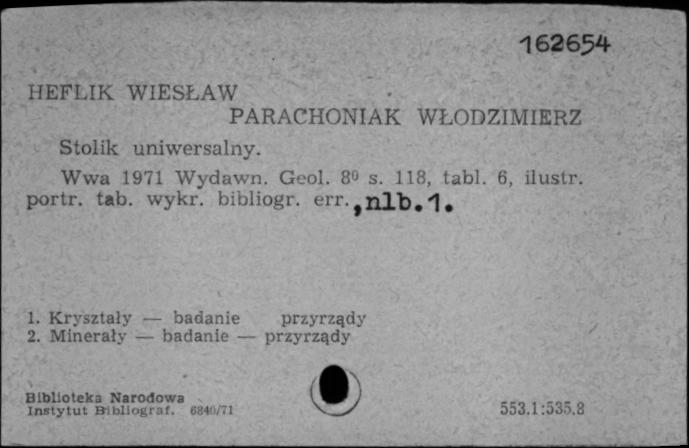 162654
HEFLIK WIESŁAW
PARACHONIAK WŁODZIMIERZ
Stolik uniwersalny.
Wwa 1971 Wydawn. Geol. 8⁰ s. 118, tabl. 6, ilustr.
portr. tab. wykr. bibliogr. err.,nlb.1.
1. Kryształy — badanie przyrządy
2. Minerały — badanie — przyrządy
Biblioteka Narodowa
Instytut Bibliograf. 6840/71
553.1:535.8